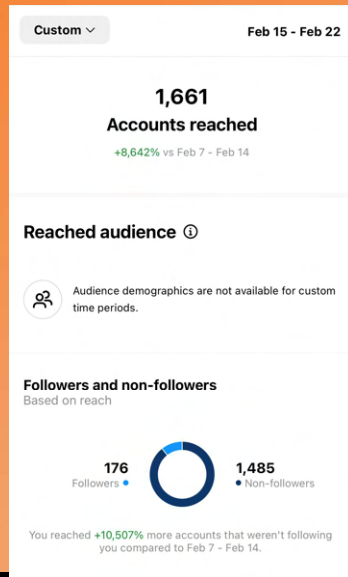 Custom
Feb 15 - Feb 22
1,661
Accounts reached
+8,642% vs Feb 7 - Feb 14
Reached audience
Audience demographics are not available for custom
time periods.
Followers and non-followers
Based on reach
176
Followers
1,485
Non-followers
You reached +10,507% more accounts that weren't following
you compared to Feb 7 - Feb 14.